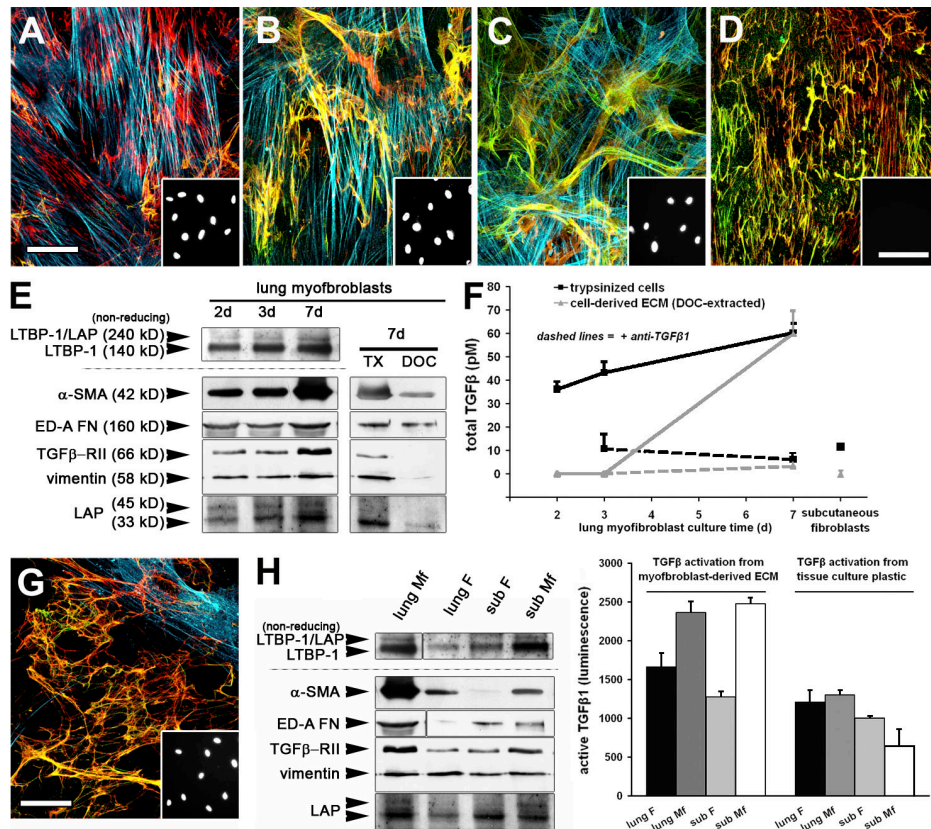 A
B
C
D
E
lung myofbroblasts
(non-reducing)
2d 3d 7d
LTBP-1/LAP (240 kD)
LTBP-1 (140 kD)
7d
TX DOC
α-SMA (42 kD)
ED-A FN (160 kD)
TGFβ–RII (66 kD)
vimentin (58 kD)
LAP (45 kD)
(33 kD)
F
trypsinized cells
cell-derived ECM (DOC-extracted)
dashed lines = + anti-TGFβ1
total TGFβ (pM)
80
70
60
50
40
30
20
10
0
2 3 4 5 6 7
lung myofibroblast culture time (d)
subcutaneous
fibroblasts
G
H
lung Mf
lung F
sub F
sub Mf
(non-reducing)
LTBP-1/LAP
LTBP-1
α-SMA
ED-A FN
TGFβ–RII
vimentin
LAP
TGFβ activation from
myofibroblast-derived ECM
TGFβ activation from
tissue culture plastic
active TGFβ1 (luminescence)
2500
2000
1500
1000
500
0
lung F
lung Mf
sub F
sub Mf
lung F
lung Mf
sub F
sub Mf